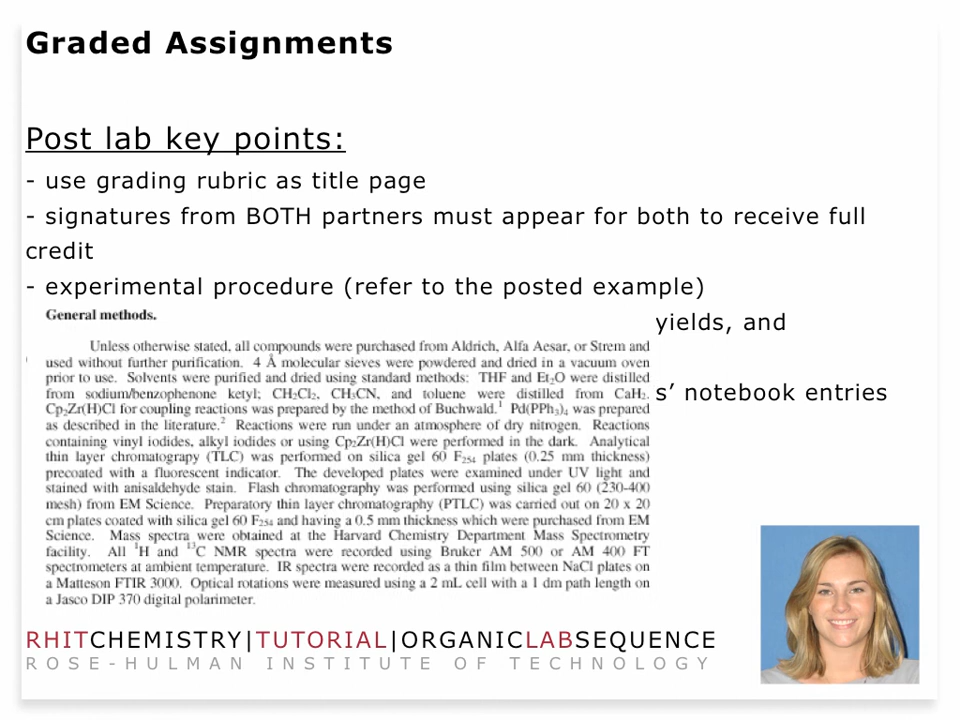 Graded Assignments
Post lab key points:
- use grading rubric as title page
- signatures from BOTH partners must appear for both to receive full
credit
- experimental procedure (refer to the posted example)
yields, and
s’ notebook entries
General methods.
Unless otherwise stated, all compounds were purchased from Aldrich, Alfa Aesar, or Strem and
used without further purification. 4 Å molecular sieves were powdered and dried in a vacuum oven
prior to use. Solvents were purified and dried using standard methods: THF and Et₂O were distilled
from sodium/benzophenone ketyl; CH₂Cl₂, CH₃CN, and toluene were distilled from CaH₂.
Cp₂Zr(H)Cl for coupling reactions was prepared by the method of Buchwald.¹ Pd(PPh₃)₄ was prepared
as described in the literature.² Reactions were run under an atmosphere of dry nitrogen. Reactions
containing vinyl iodides, alkyl iodides or using Cp₂Zr(H)Cl were performed in the dark. Analytical
thin layer chromatograpy (TLC) was performed on silica gel 60 F₂₅₄ plates (0.25 mm thickness)
precoated with a fluorescent indicator. The developed plates were examined under UV light and
stained with anisaldehyde stain. Flash chromatography was performed using silica gel 60 (230-400
mesh) from EM Science. Preparatory thin layer chromatography (PTLC) was carried out on 20 x 20
cm plates coated with silica gel 60 F₂₅₄ and having a 0.5 mm thickness which were purchased from EM
Science. Mass spectra were obtained at the Harvard Chemistry Department Mass Spectrometry
facility. All ¹H and ¹³C NMR spectra were recorded using Bruker AM 500 or AM 400 FT
spectrometers at ambient temperature. IR spectra were recorded as a thin film between NaCl plates on
a Matteson FTIR 3000. Optical rotations were measured using a 2 mL cell with a 1 dm path length on
a Jasco DIP 370 digital polarimeter.
RHITCHEMISTRY|TUTORIAL|ORGANICLABSEQUENCE
ROSE-HULMAN INSTITUTE OF TECHNOLOGY